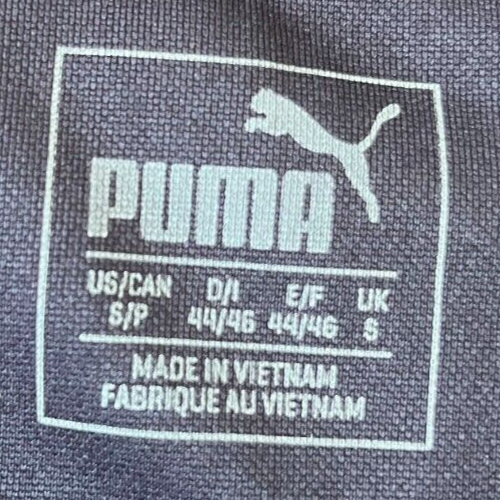 PUMA
US/CAN D/I E/F UK
S/P 44/46 44/46 S
MADE IN VIETNAM
FABRIQUE AU VIETNAM